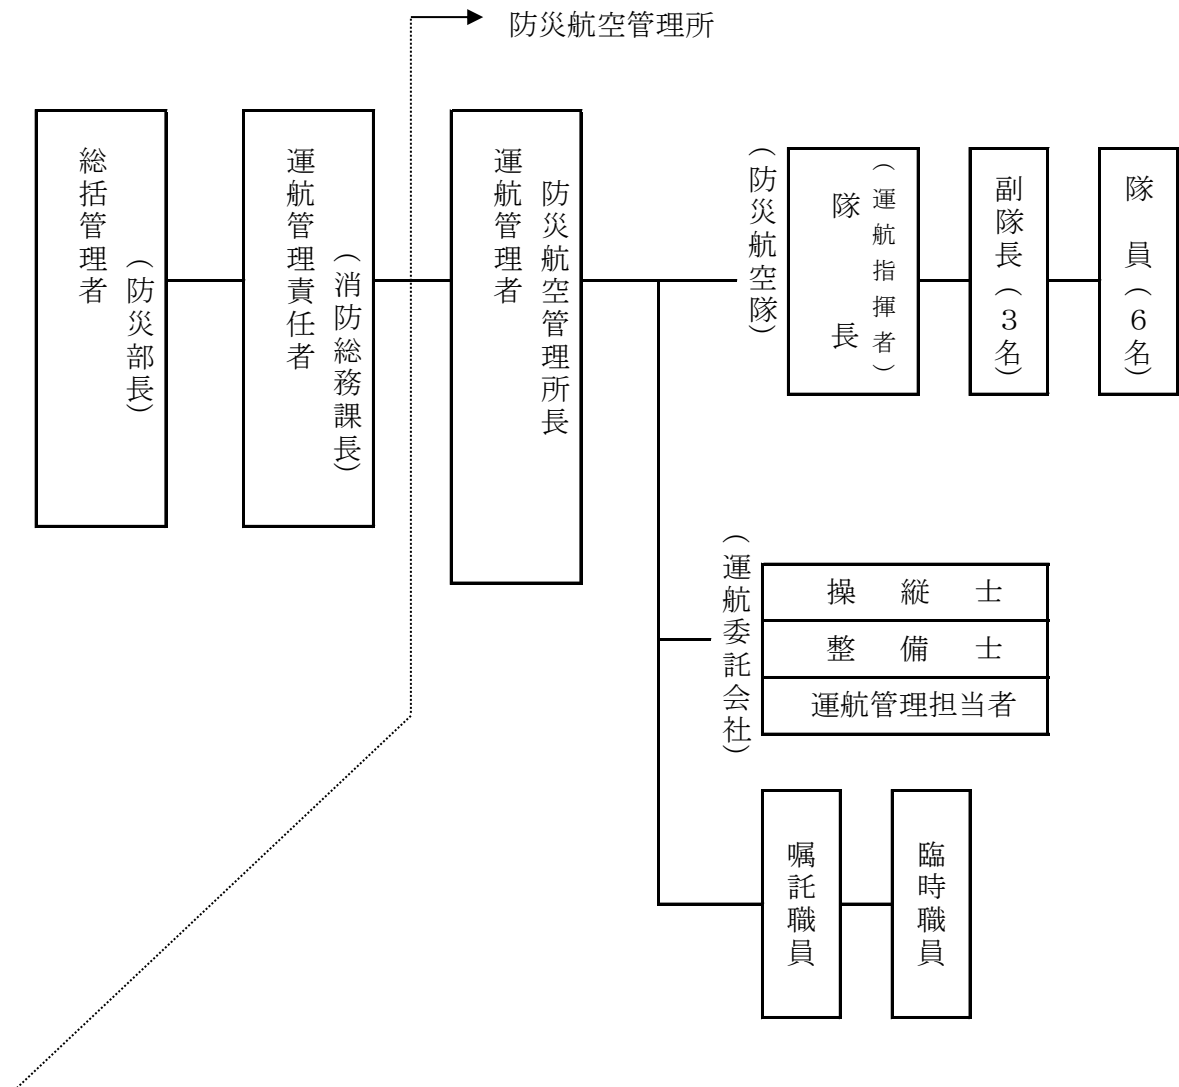 防災航空管理所
総括管理者
(防災部長)
運航管理責任者
(消防総務課長)
運航管理者
防災航空管理所長
(防災航空隊)
隊長
(運航指揮者)
副隊長(3名)
隊員(6名)
(運航委託会社)
操縦士
整備士
運航管理担当者
嘱託職員
臨時職員